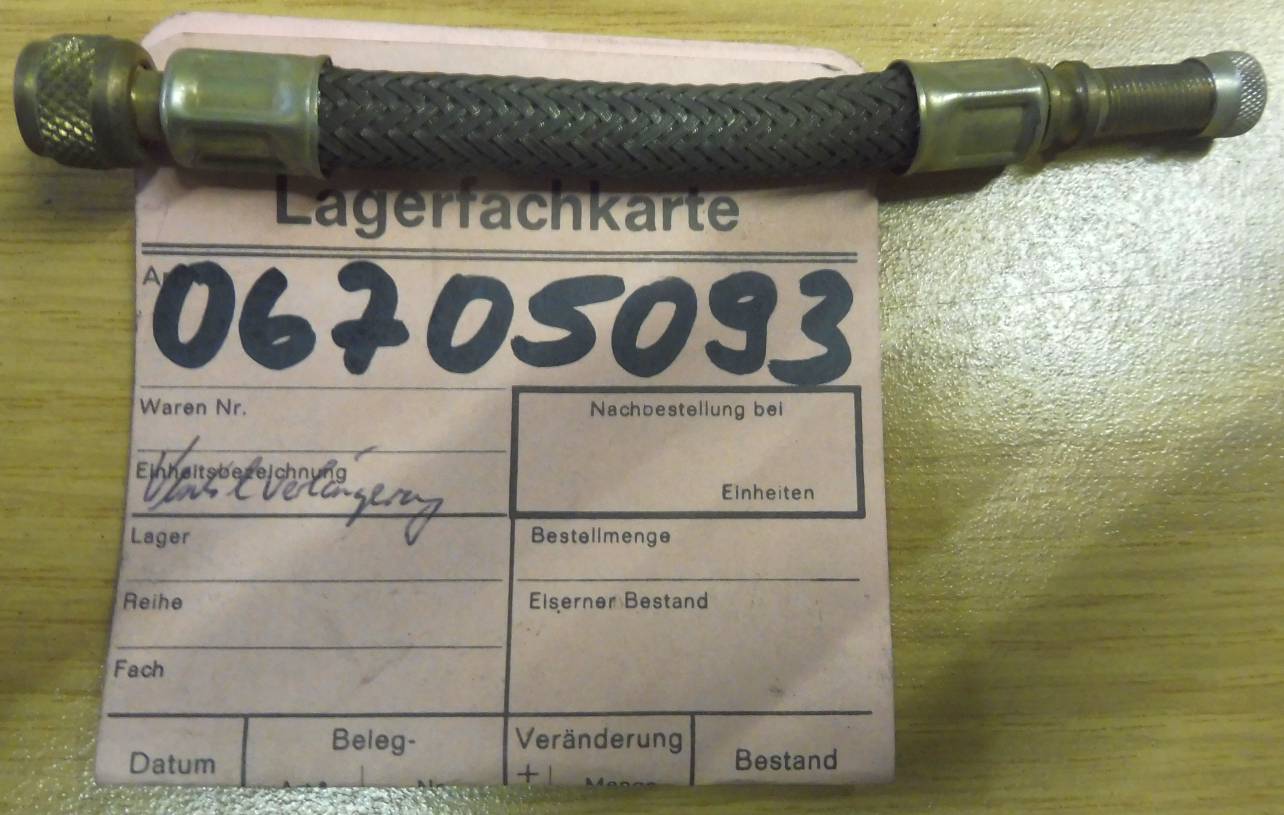 Lagerfachkarte
06705093
Waren Nr.
Nachbestellung bei
Einheitsbezeichnung
Ventilverlängerung
Einheiten
Lager
Bestellmenge
Reihe
Eiserner Bestand
Fach
Datum
Beleg-
Veränderung
Bestand
+
Menge